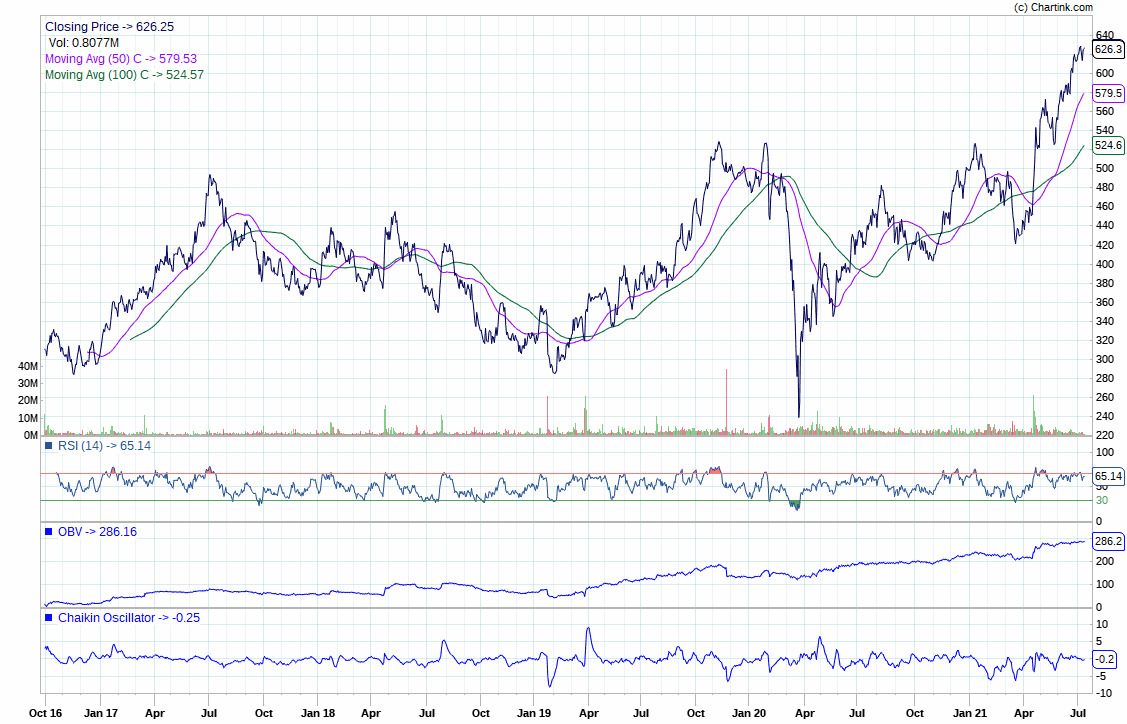 (c) Chartink.com
Closing Price -> 626.25
Vol: 0.8077M
Moving Avg (50) C -> 579.53
Moving Avg (100) C -> 524.57
640
626.3
600
579.5
560
540
524.6
500
480
460
440
420
400
380
360
340
320
300
280
260
240
220
40M
30M
20M
10M
0M
RSI (14) -> 65.14
100
65.14
50
30
0
OBV -> 286.16
286.2
200
100
0
Chaikin Oscillator -> -0.25
10
5
-0.2
-5
-10
Oct 16 Jan 17 Apr Jul Oct Jan 18 Apr Jul Oct Jan 19 Apr Jul Oct Jan 20 Apr Jul Oct Jan 21 Apr Jul